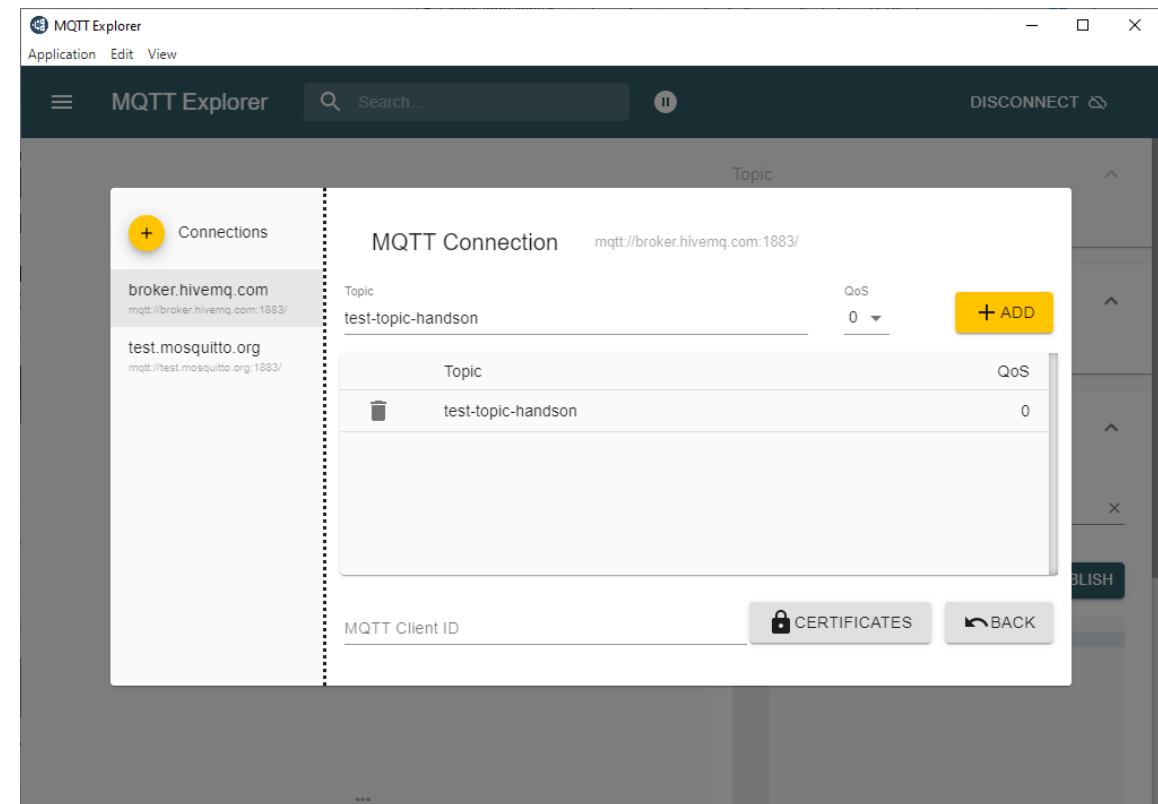 MQTT Explorer
Application Edit View
MQTT Explorer
Search...
DISCONNECT
Topic
+ Connections
MQTT Connection mqtt://broker.hivemq.com:1883/
broker.hivemq.com
mqtt://broker.hivemq.com:1883/
test.mosquitto.org
mqtt://test.mosquitto.org:1883/
Topic
QoS
test-topic-handson
0
+ ADD
Topic QoS
test-topic-handson 0
BLISH
MQTT Client ID
CERTIFICATES
BACK